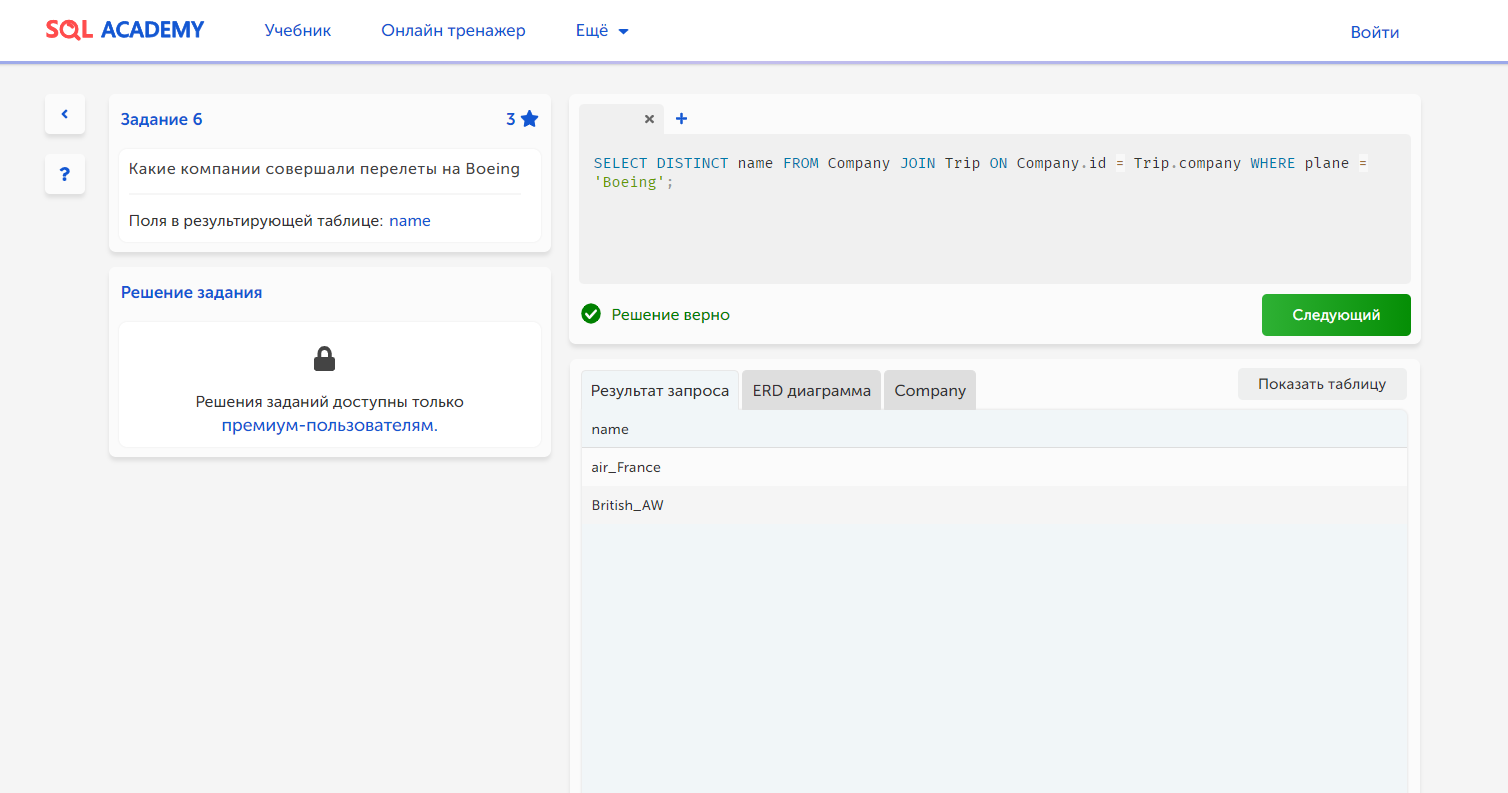 SQL ACADEMY
Учебник
Онлайн тренажер
Ещё
Войти
Задание 6
3
?
Какие компании совершали перелеты на Boeing
Поля в результирующей таблице: name
Решение задания
Решения заданий доступны только
премиум-пользователям.
SELECT DISTINCT name FROM Company JOIN Trip ON Company.id = Trip.company WHERE plane =
'Boeing';
Решение верно
Следующий
Результат запроса
ERD диаграмма
Company
Показать таблицу
name
air_France
British_AW